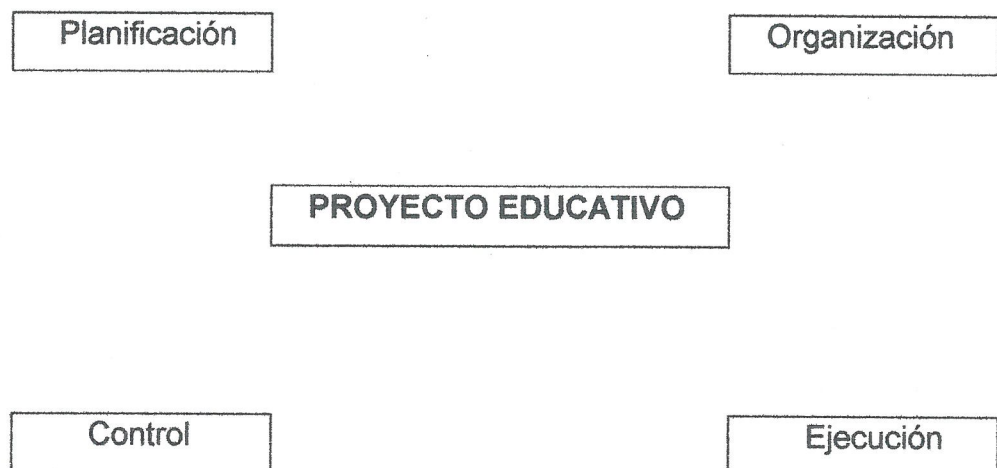 Planificación
Organización
PROYECTO EDUCATIVO
Control
Ejecución